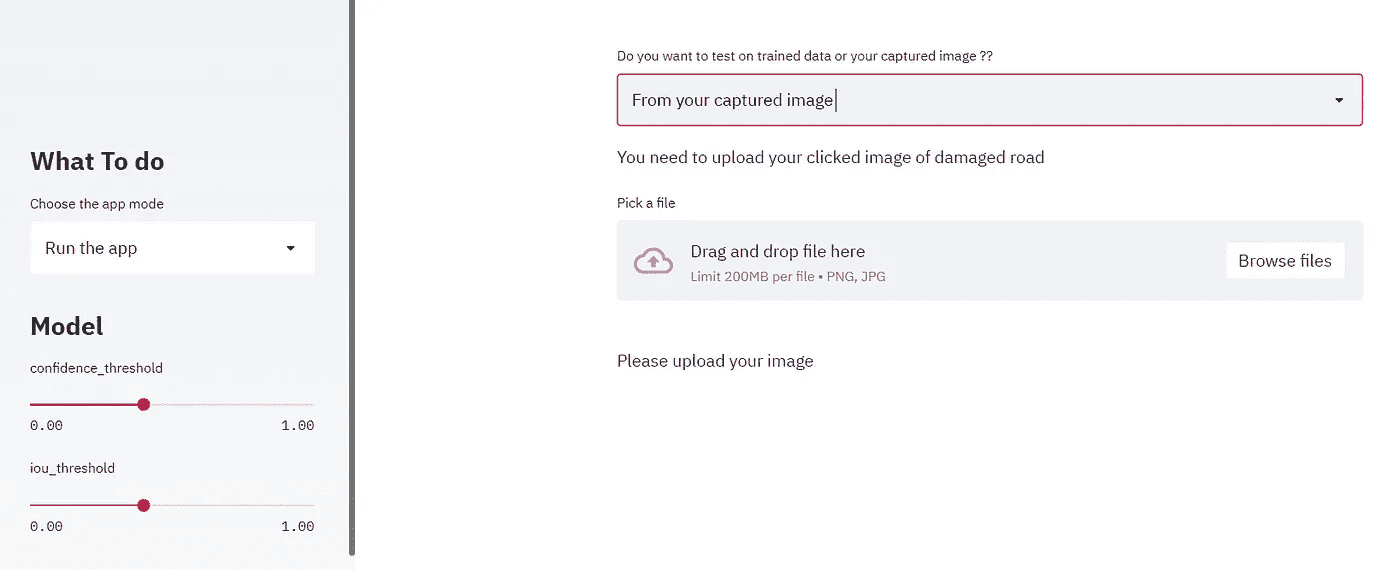 What To do
Choose the app mode
Run the app
Model
confidence_threshold
0.00 1.00
iou_threshold
0.00 1.00
Do you want to test on trained data or your captured image ??
From your captured image
You need to upload your clicked image of damaged road
Pick a file
Drag and drop file here
Limit 200MB per file • PNG, JPG
Browse files
Please upload your image